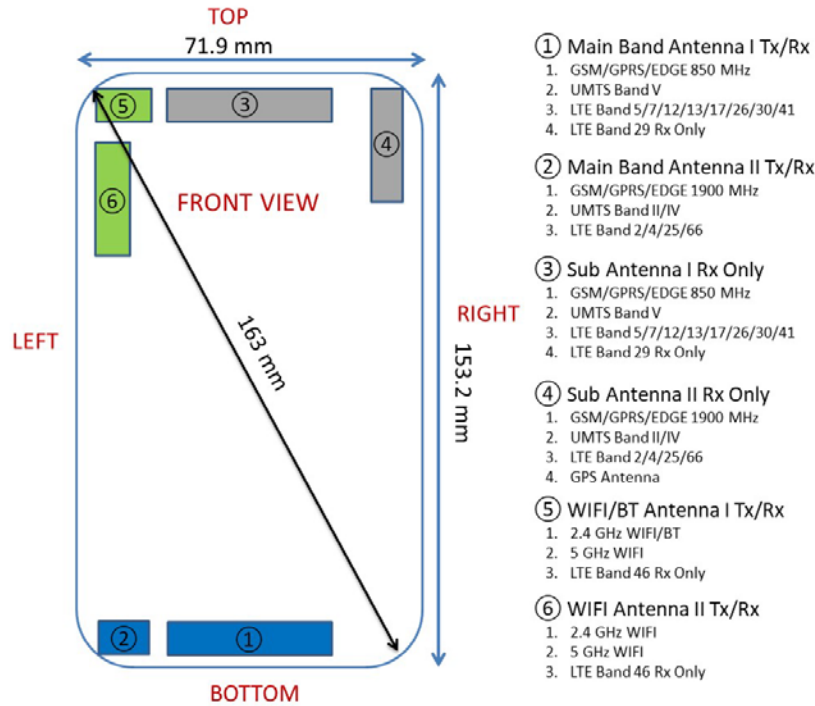 TOP
71.9 mm
⑤
③
④
⑥
FRONT VIEW
LEFT
RIGHT
163 mm
153.2 mm
②
①
BOTTOM
① Main Band Antenna I Tx/Rx
1. GSM/GPRS/EDGE 850 MHz
2. UMTS Band V
3. LTE Band 5/7/12/13/17/26/30/41
4. LTE Band 29 Rx Only
② Main Band Antenna II Tx/Rx
1. GSM/GPRS/EDGE 1900 MHz
2. UMTS Band II/IV
3. LTE Band 2/4/25/66
③ Sub Antenna I Rx Only
1. GSM/GPRS/EDGE 850 MHz
2. UMTS Band V
3. LTE Band 5/7/12/13/17/26/30/41
4. LTE Band 29 Rx Only
④ Sub Antenna II Rx Only
1. GSM/GPRS/EDGE 1900 MHz
2. UMTS Band II/IV
3. LTE Band 2/4/25/66
4. GPS Antenna
⑤ WIFI/BT Antenna I Tx/Rx
1. 2.4 GHz WIFI/BT
2. 5 GHz WIFI
3. LTE Band 46 Rx Only
⑥ WIFI Antenna II Tx/Rx
1. 2.4 GHz WIFI
2. 5 GHz WIFI
3. LTE Band 46 Rx Only